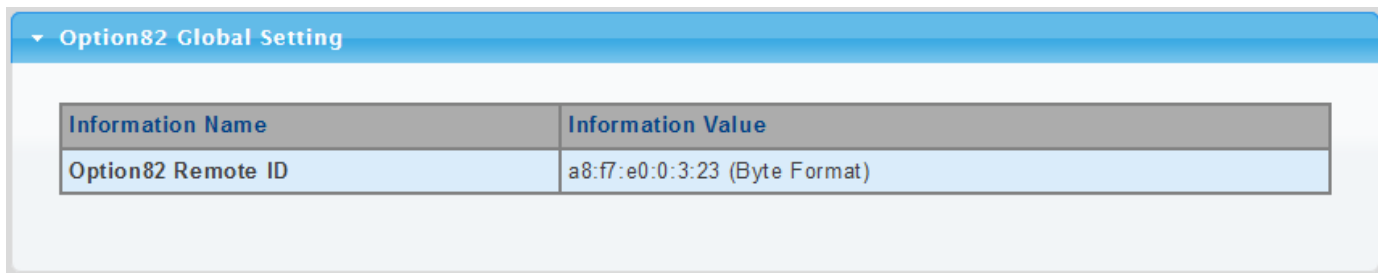 Option82 Global Setting
Information Name Information Value
Option82 Remote ID a8:f7:e0:0:3:23 (Byte Format)